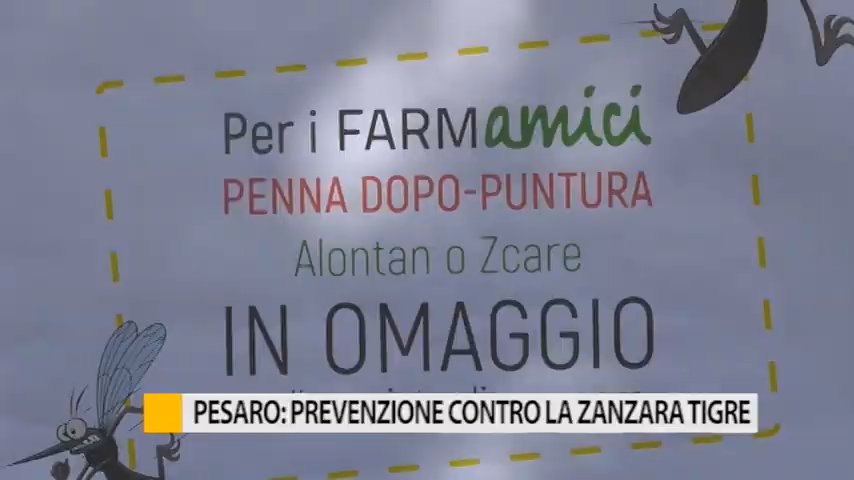 Per i FARMamici
PENNA DOPO-PUNTURA
Alontan o Zcare
IN OMAGGIO
PESARO: PREVENZIONE CONTRO LA ZANZARA TIGRE